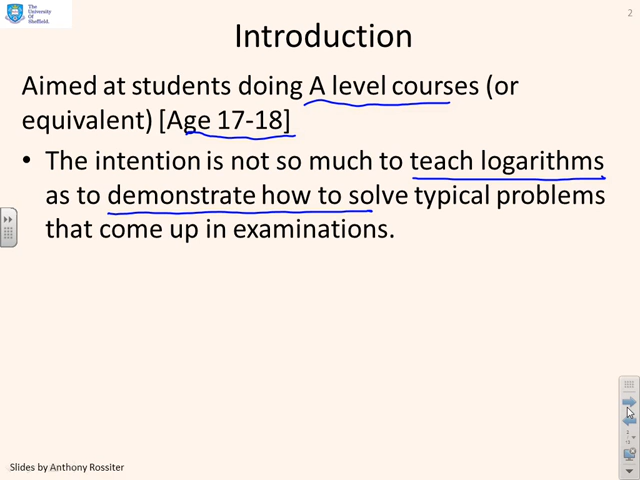 The
University
Of
Sheffield.
2
Introduction
Aimed at students doing A level courses (or
equivalent) [Age 17-18]
• The intention is not so much to teach logarithms
as to demonstrate how to solve typical problems
that come up in examinations.
Slides by Anthony Rossiter